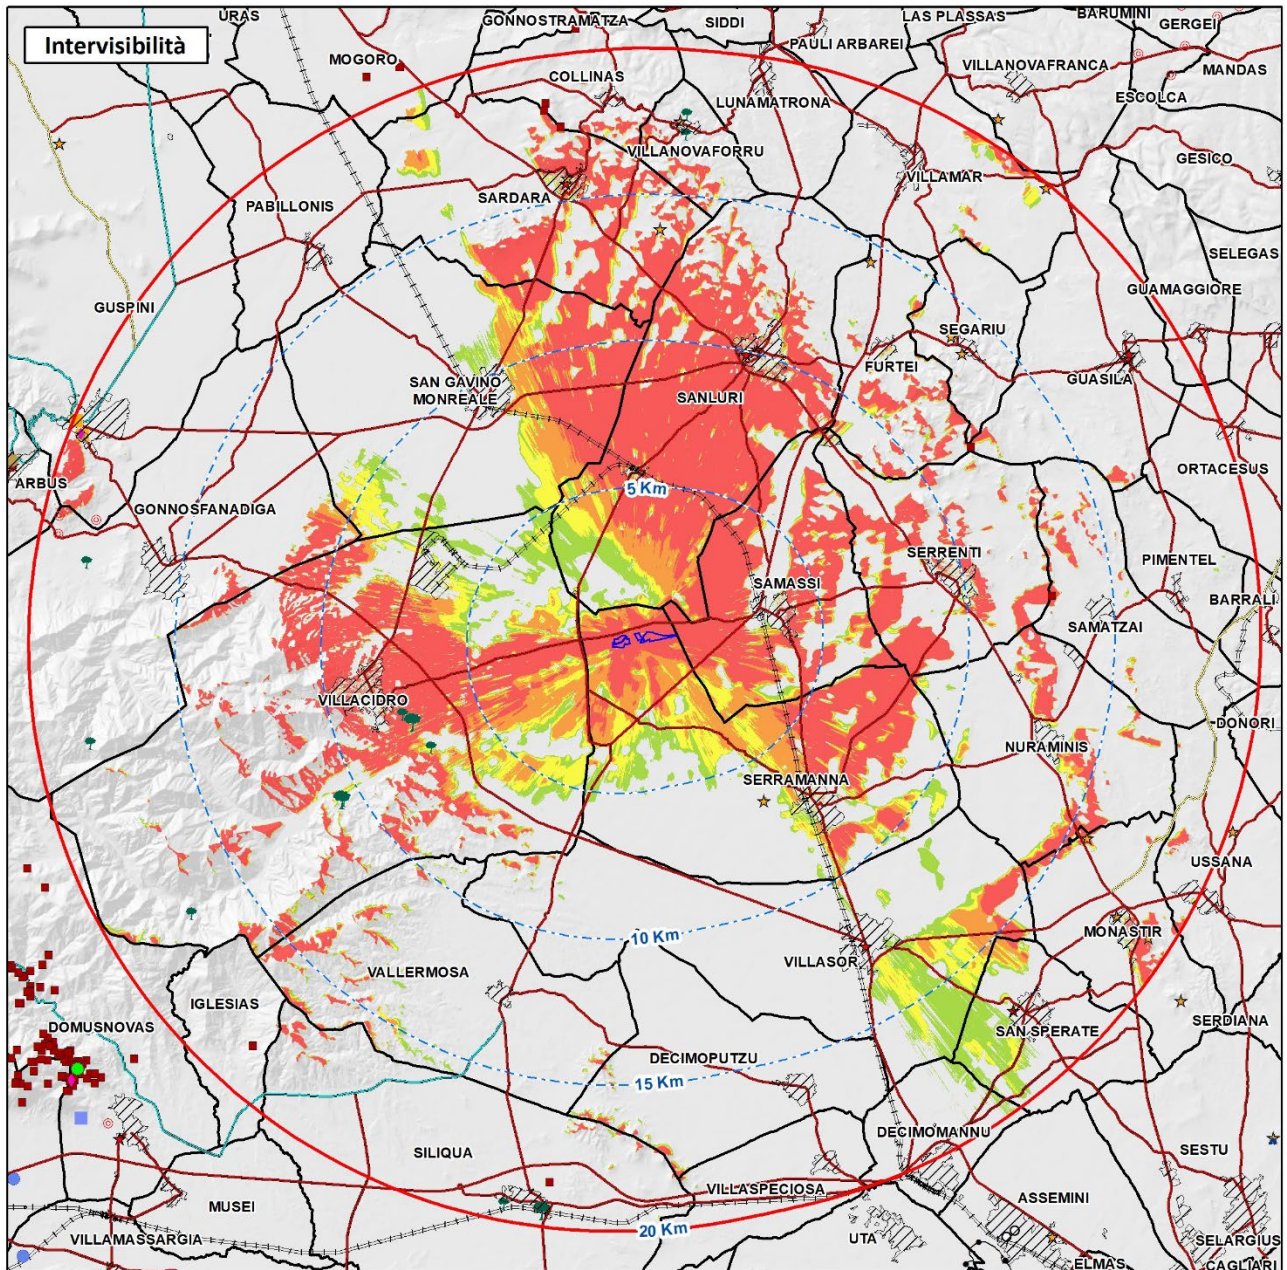 Intervisibilità
URAS
GONNOSTRAMATZA
SIDDI
LAS PLASSAS
BARUMINI
GERGEI
MOGORO
PAULI ARBAREI
VILLANOVAFRANCA
MANDAS
COLLINAS
LUNAMATRONA
ESCOLCA
VILLANOVAFORRU
GESICO
VILLAMAR
SARDARA
PABILLONIS
SELEGAS
GUAMAGGIORE
GUSPINI
SEGARIU
FURTEI
GUASILA
SAN GAVINO
MONREALE
SANLURI
ORTACESUS
ARBUS
5 Km
GONNOSFANADIGA
SERRENTI
PIMENTEL
SAMASSI
BARRALI
SAMATZAI
VILLACIDRO
DONORI
NURAMINIS
SERRAMANNA
USSANA
MONASTIR
10 Km
VILLASOR
VALLERMOSA
IGLESIAS
SERDIANA
DOMUSNOVAS
SAN SPERATE
DECIMOPUTZU
15 Km
DECIMOMANNU
SESTU
SILIQUA
VILLASPECIOSA
ASSEMINI
MUSEI
20 Km
VILLAMASSARGIA
UTA
SELARGIUS
ELMAS
CAGLIARI